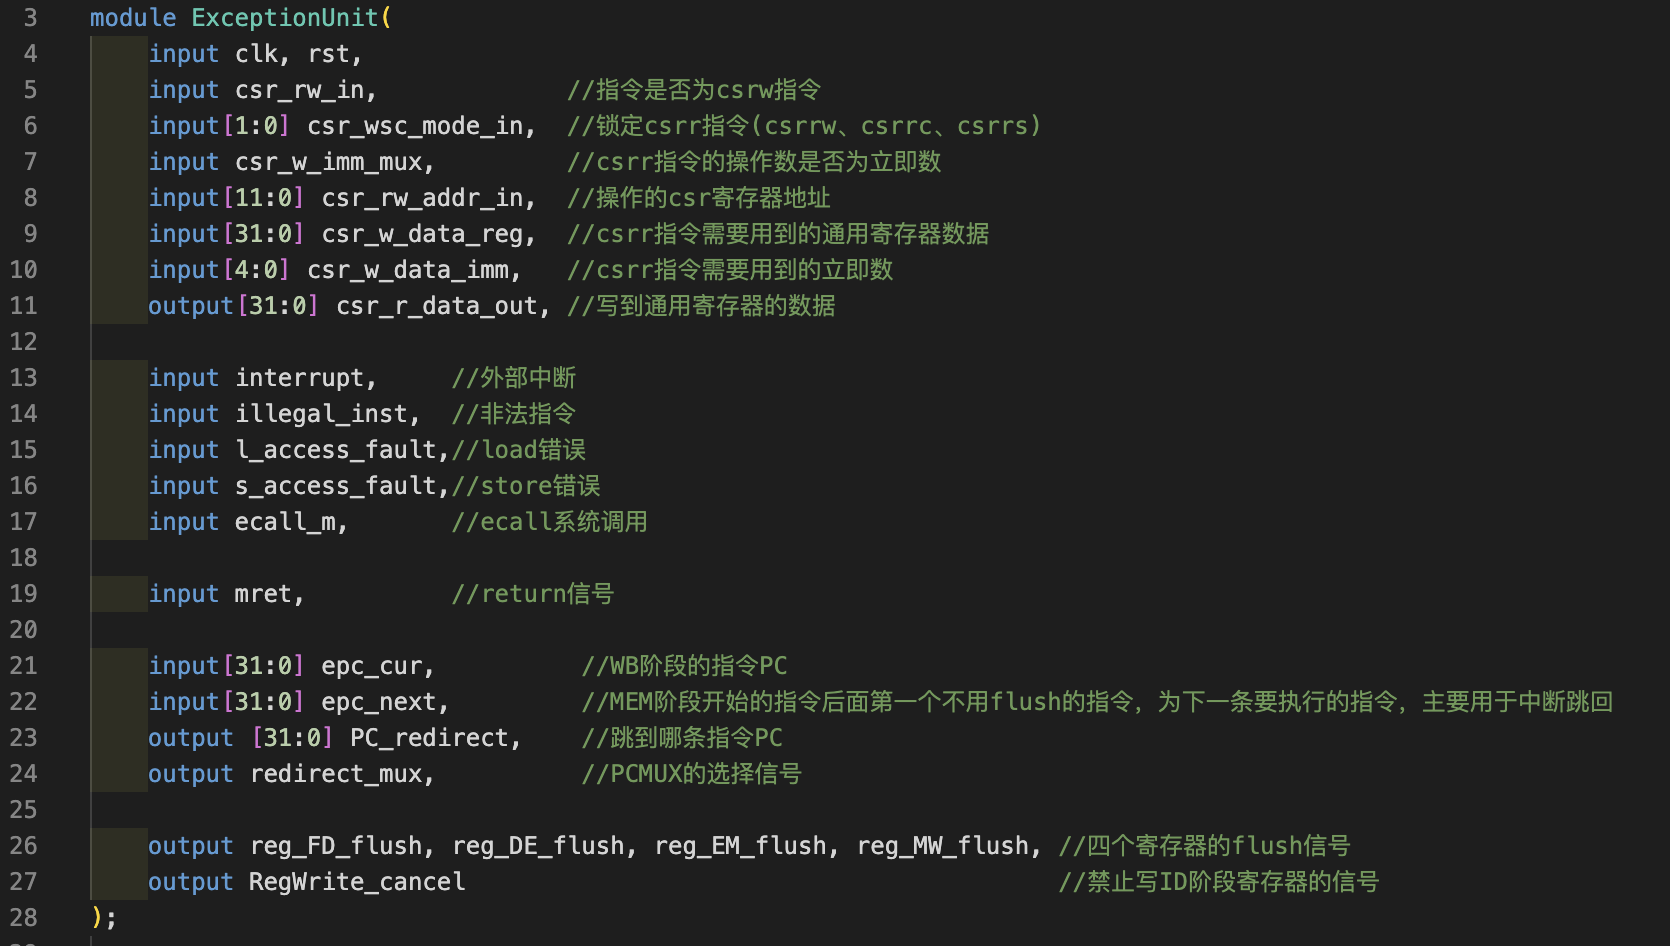 3 module ExceptionUnit(
4 input clk, rst,
5 input csr_rw_in, //指令是否为csrw指令
6 input[1:0] csr_wsc_mode_in, //锁定csrr指令(csrrw、csrrc、csrrs)
7 input csr_w_imm_mux, //csrr指令的操作数是否为立即数
8 input[11:0] csr_rw_addr_in, //操作的csr寄存器地址
9 input[31:0] csr_w_data_reg, //csrr指令需要用到的通用寄存器数据
10 input[4:0] csr_w_data_imm, //csrr指令需要用到的立即数
11 output[31:0] csr_r_data_out, //写到通用寄存器的数据
12
13 input interrupt, //外部中断
14 input illegal_inst, //非法指令
15 input l_access_fault,//load错误
16 input s_access_fault,//store错误
17 input ecall_m, //ecall系统调用
18
19 input mret, //return信号
20
21 input[31:0] epc_cur, //WB阶段的指令PC
22 input[31:0] epc_next, //MEM阶段开始的指令后面第一个不用flush的指令，为下一条要执行的指令，主要用于中断跳回
23 output [31:0] PC_redirect, //跳到哪条指令PC
24 output redirect_mux, //PCMUX的选择信号
25
26 output reg_FD_flush, reg_DE_flush, reg_EM_flush, reg_MW_flush, //四个寄存器的flush信号
27 output RegWrite_cancel //禁止写ID阶段寄存器的信号
28 );